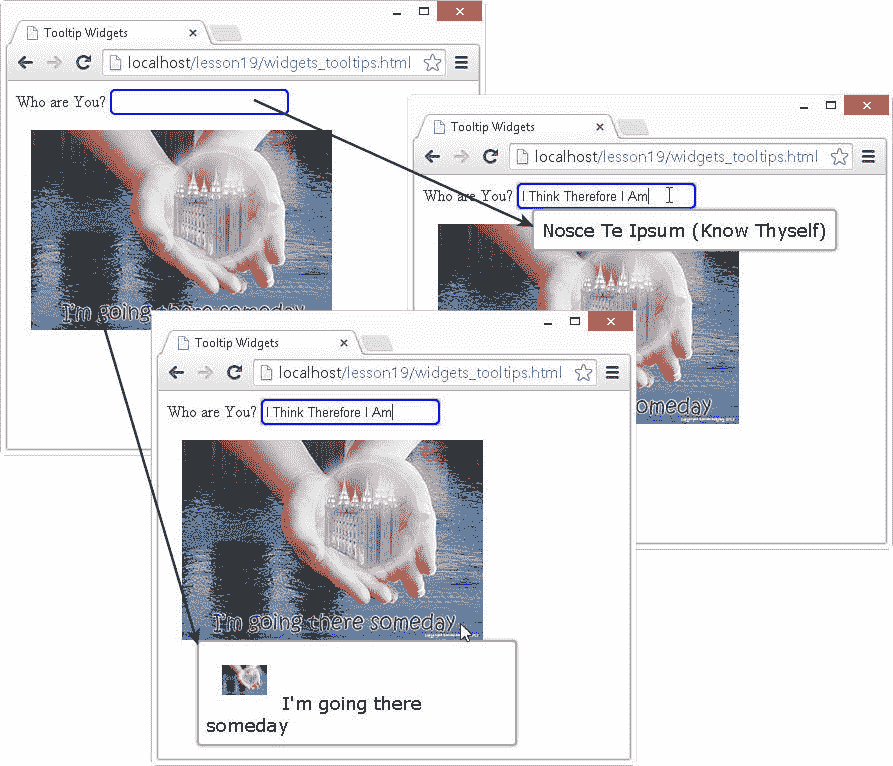 Tooltip Widgets
localhost/lesson19/widgets_tooltips.html
Who are You?
I'm going there someday
Tooltip Widgets
localhost/lesson19/widgets_tooltips.html
Who are You? I Think Therefore I Am
Nosce Te Ipsum (Know Thyself)
omeday
Tooltip Widgets
localhost/lesson19/widgets_tooltips.html
Who are You? I Think Therefore I Am
I'm going there someday
I'm going there
someday